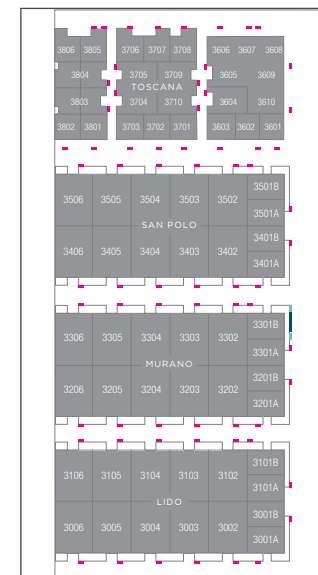 3806 3805 3706 3707 3708 3606 3607 3608
3804 3705 3709 3605 3609
TOSCANA
3803 3704 3710 3604 3610
3802 3801 3703 3702 3701 3603 3602 3601
3506 3505 3504 3503 3502 3501B
3501A
SAN POLO
3406 3405 3404 3403 3402 3401B
3401A
3306 3305 3304 3303 3302 3301B
3301A
MURANO
3206 3205 3204 3203 3202 3201B
3201A
3106 3105 3104 3103 3102 3101B
3101A
LIDO
3006 3005 3004 3003 3002 3001B
3001A